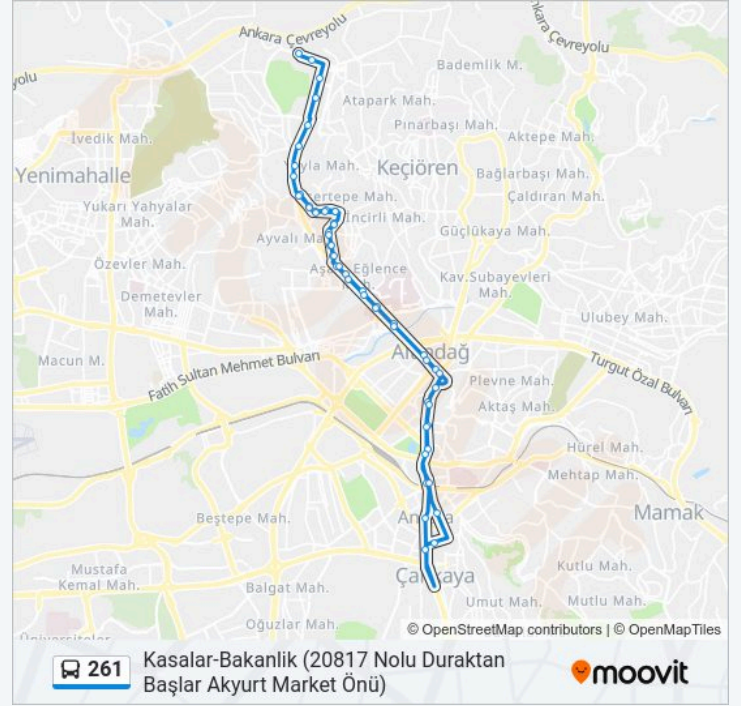 Ankara Çevreyolu
Ankara Çevreyolu
yolu
Bademlik M.
Atapark Mah.
Pınarbaşı Mah.
Aktepe Mah.
İvedik Mah.
Yayla Mah.
Keçiören
Yenimahalle
Bağlarbaşı Mah.
Çaldıran Mah.
Yukarı Yahyalar
Mah.
İncirli Mah.
Güçlükaya Mah.
Özevler Mah.
Kav.Subayevleri
Mah.
Demetevler
Mah.
Ulubey Mah.
Macun M.
Fatih Sultan Mehmet Bulvarı
Altındağ
Turgut Özal Bulvarı
Plevne Mah.
Aktaş Mah.
Hürel Mah.
Mehtap Mah.
Mamak
Beştepe Mah.
Ankara
Kutlu Mah.
Mustafa
Kemal Mah.
Balgat Mah.
Çankaya
Umut Mah.
Mutlu Mah.
Oğuzlar Mah.
Üniversiteler
© OpenStreetMap contributors | © OpenMapTiles
261
Kasalar-Bakanlik (20817 Nolu Duraktan
Başlar Akyurt Market Önü)
moovit